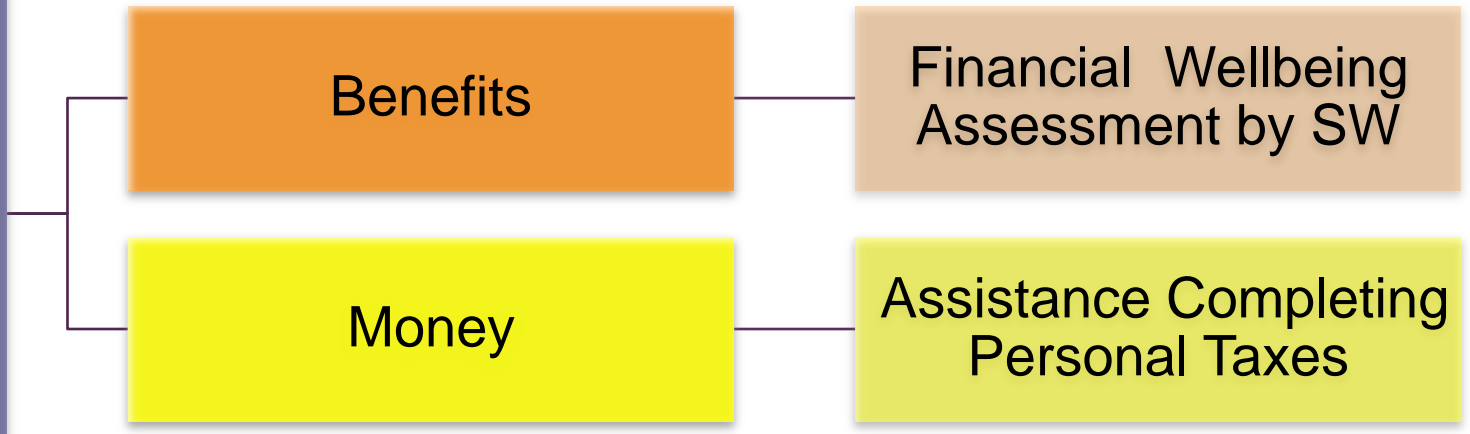 Benefits
Financial Wellbeing
Assessment by SW
Money
Assistance Completing
Personal Taxes